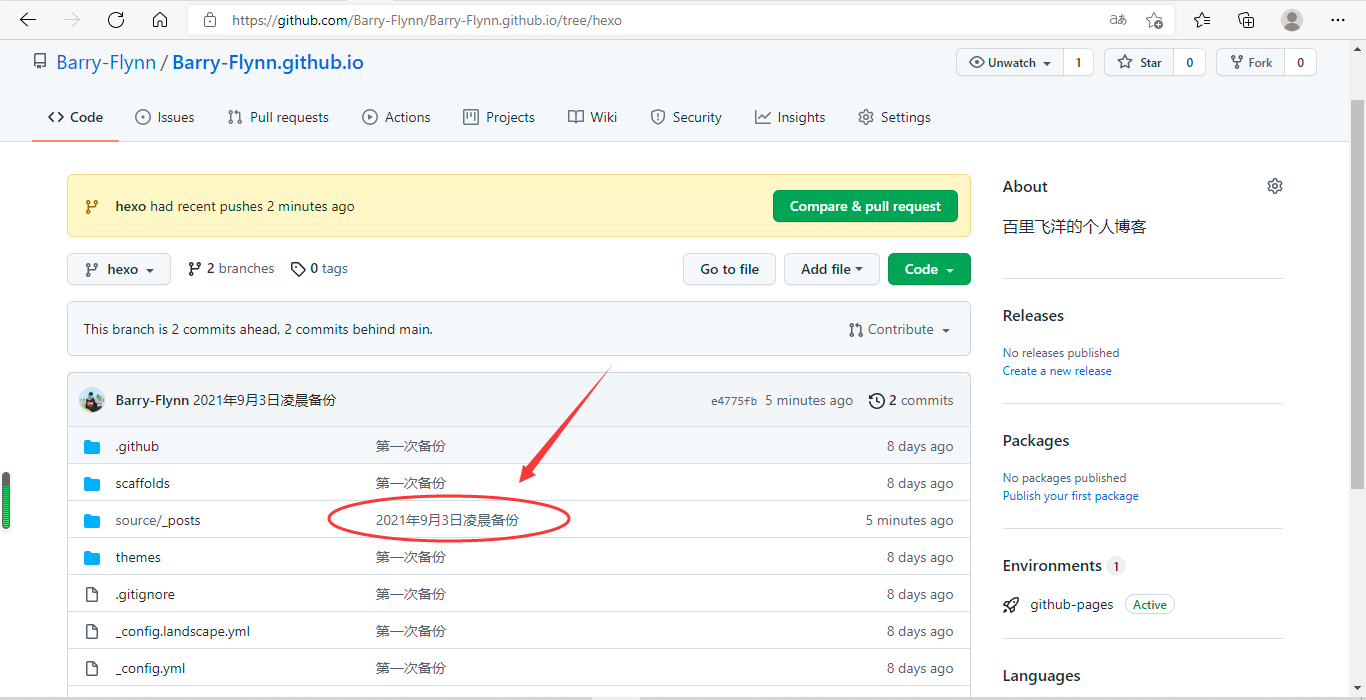 https://github.com/Barry-Flynn/Barry-Flynn.github.io/tree/hexo
aあ
Barry-Flynn / Barry-Flynn.github.io
Unwatch 1 Star 0 Fork 0
Code Issues Pull requests Actions Projects Wiki Security Insights Settings
hexo had recent pushes 2 minutes ago
Compare & pull request
hexo 2 branches 0 tags Go to file Add file Code
This branch is 2 commits ahead, 2 commits behind main.
Contribute
Barry-Flynn 2021年9月3日凌晨备份 e4775fb 5 minutes ago 2 commits
.github 第一次备份 8 days ago
scaffolds 第一次备份 8 days ago
source/_posts 2021年9月3日凌晨备份 5 minutes ago
themes 第一次备份 8 days ago
.gitignore 第一次备份 8 days ago
_config.landscape.yml 第一次备份 8 days ago
_config.yml 第一次备份 8 days ago
About
百里飞洋的个人博客
Releases
No releases published
Create a new release
Packages
No packages published
Publish your first package
Environments 1
github-pages Active
Languages